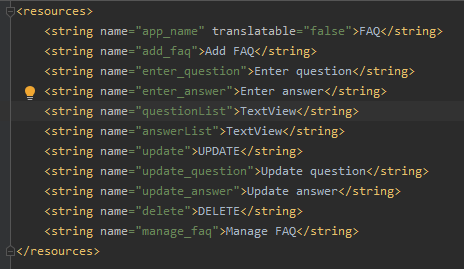 <resources>
<string name="app_name" translatable="false">FAQ</string>
<string name="add_faq">Add FAQ</string>
<string name="enter_question">Enter question</string>
<string name="enter_answer">Enter answer</string>
<string name="questionList">TextView</string>
<string name="answerList">TextView</string>
<string name="update">UPDATE</string>
<string name="update_question">Update question</string>
<string name="update_answer">Update answer</string>
<string name="delete">DELETE</string>
<string name="manage_faq">Manage FAQ</string>
</resources>